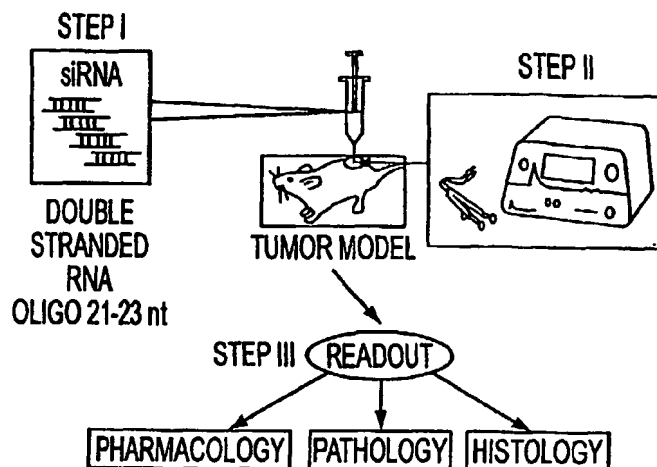 STEP I
siRNA
DOUBLE
STRANDED
RNA
OLIGO 21-23 nt
STEP II
TUMOR MODEL
STEP III
READOUT
PHARMACOLOGY
PATHOLOGY
HISTOLOGY